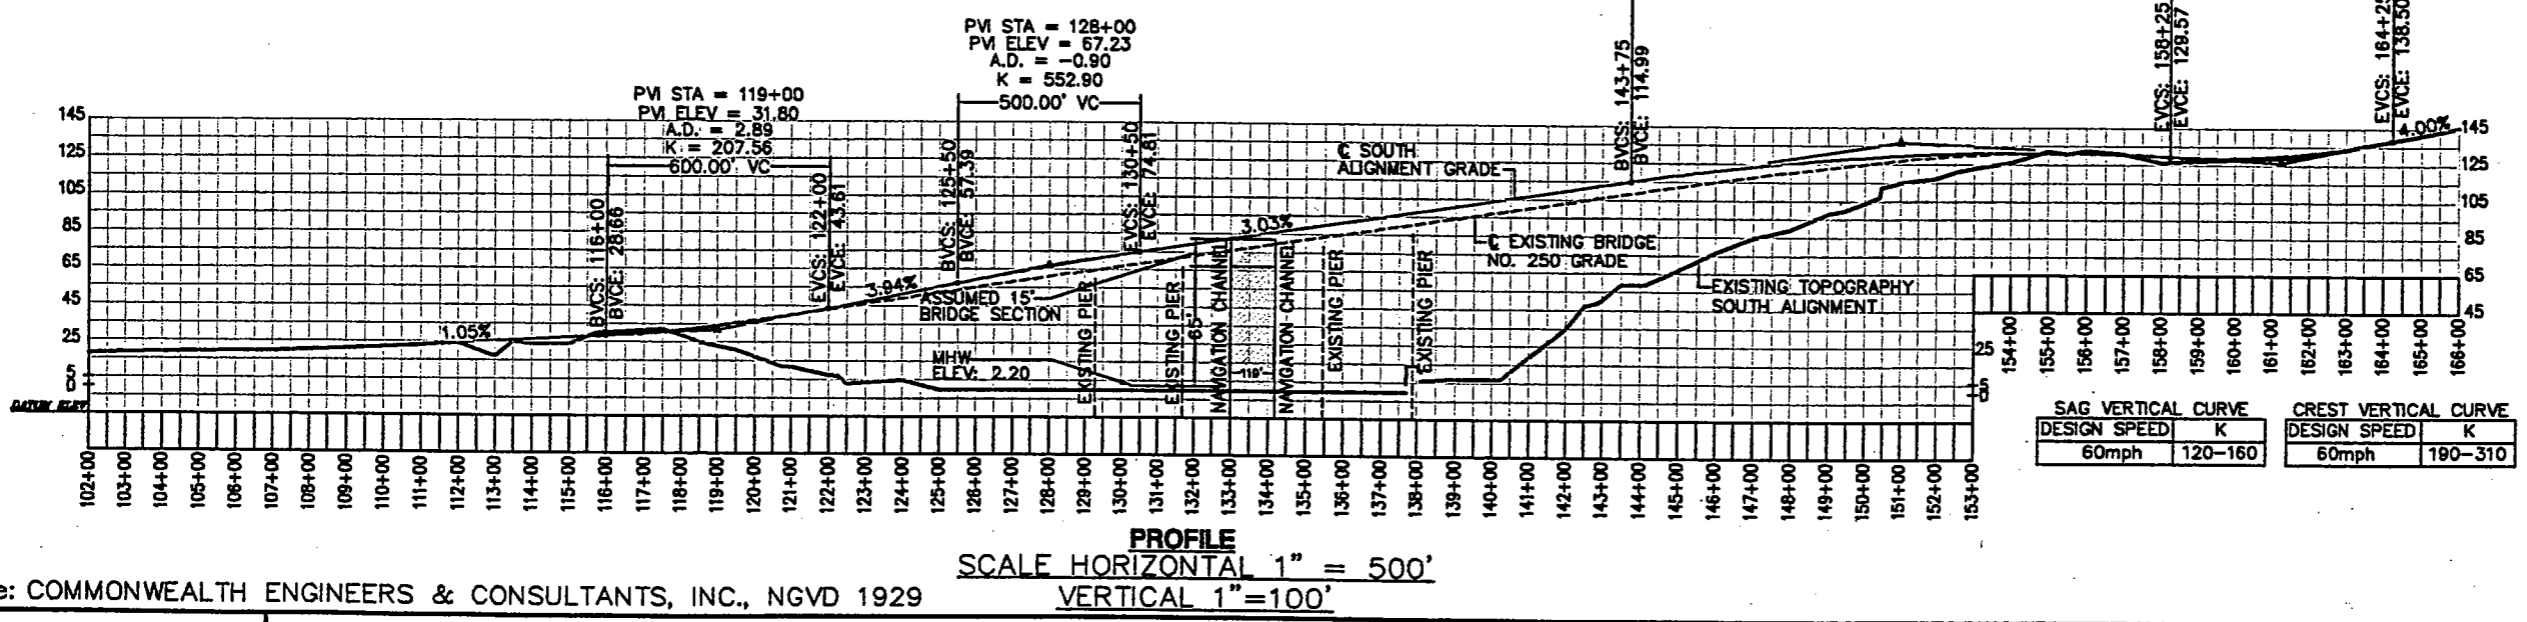 PVI STA = 128+00
PVI ELEV = 67.23
A.D. = -0.90
K = 552.90
500.00' VC
PVI STA = 119+00
PVI ELEV = 31.80
A.D. = 2.89
K = 207.56
600.00' VC
BVCS: 116+00
BVCE: 28.66
EVCS: 122+00
EVCE: 43.61
BVCS: 125+50
BVCE: 57.39
EVCS: 130+50
EVCE: 74.81
BVCS: 143+75
BVCE: 114.99
EVCS: 158+25
EVCE: 129.57
EVCS: 164+25
EVCE: 138.50
145
125
105
85
65
45
25
5
0
DATUM ELEV
1.05%
3.94%
3.03%
4.00%
℄ SOUTH
ALIGNMENT GRADE
℄ EXISTING BRIDGE
NO. 250 GRADE
EXISTING TOPOGRAPHY
SOUTH ALIGNMENT
ASSUMED 15'
BRIDGE SECTION
MHW
ELEV: 2.20
EXISTING PIER
EXISTING PIER
65'
NAVIGATION CHANNEL
119'
NAVIGATION CHANNEL
EXISTING PIER
EXISTING PIER
145
125
105
85
65
45
25
5
0
102+00 103+00 104+00 105+00 106+00 107+00 108+00 109+00 110+00 111+00 112+00 113+00 114+00 115+00 116+00 117+00 118+00 119+00 120+00 121+00 122+00 123+00 124+00 125+00 126+00 127+00 128+00 129+00 130+00 131+00 132+00 133+00 134+00 135+00 136+00 137+00 138+00 139+00 140+00 141+00 142+00 143+00 144+00 145+00 146+00 147+00 148+00 149+00 150+00 151+00 152+00 153+00
154+00 155+00 156+00 157+00 158+00 159+00 160+00 161+00 162+00 163+00 164+00 165+00 166+00
SAG VERTICAL CURVE
DESIGN SPEED K
60mph 120-160
CREST VERTICAL CURVE
DESIGN SPEED K
60mph 190-310
PROFILE
SCALE HORIZONTAL 1" = 500'
VERTICAL 1"=100'
e: COMMONWEALTH ENGINEERS & CONSULTANTS, INC., NGVD 1929